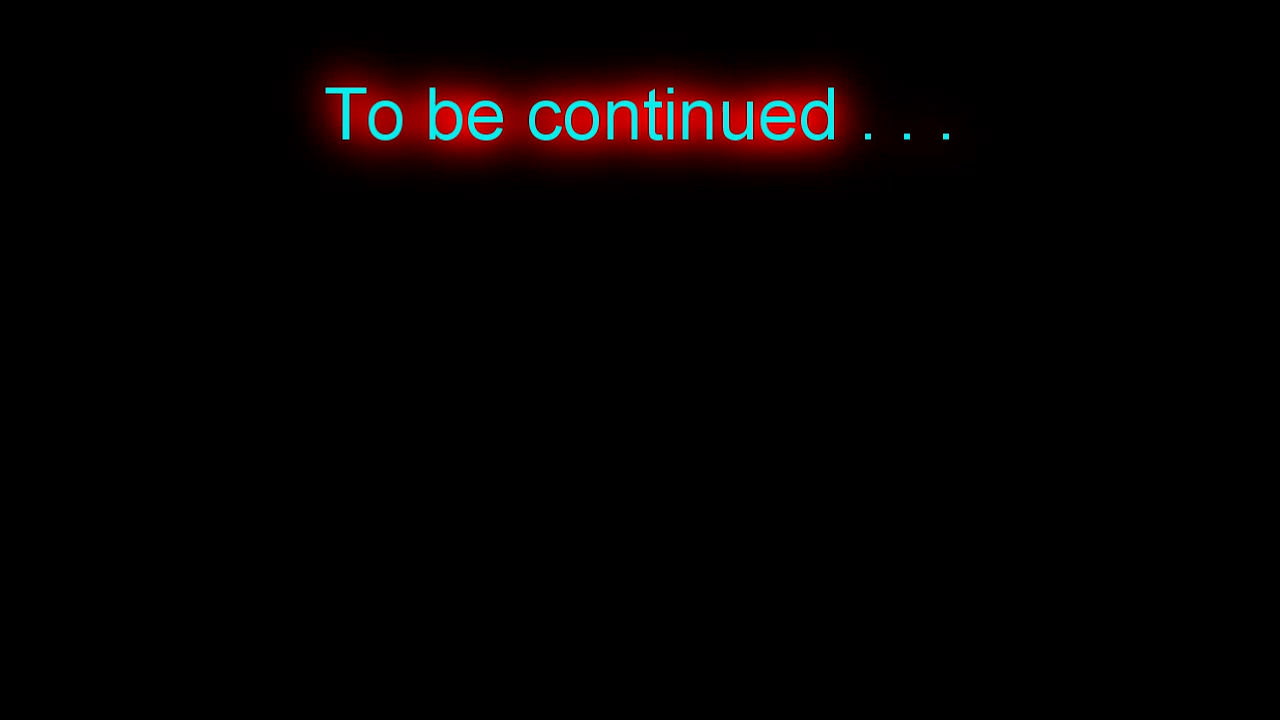 To be continued . . .